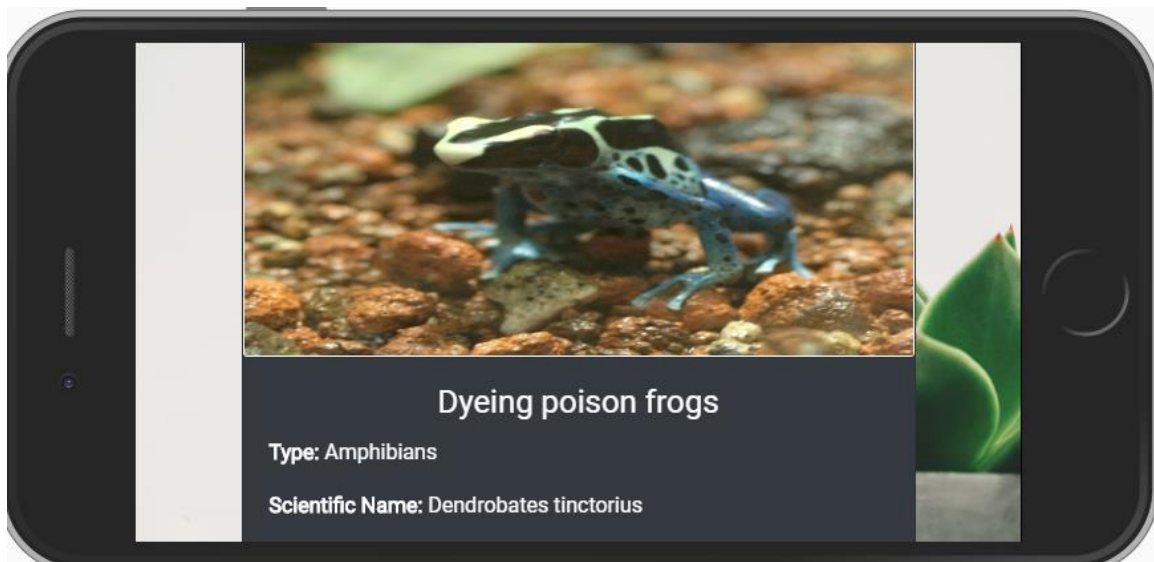 Dyeing poison frogs
Type: Amphibians
Scientific Name: Dendrobates tinctorius